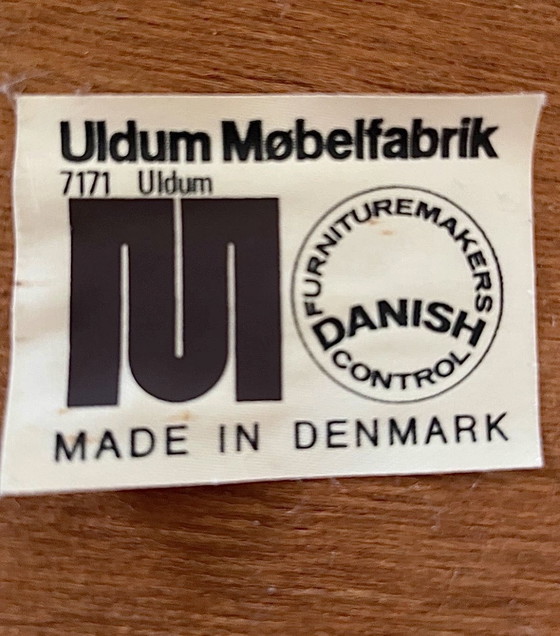 Uldum Møbelfabrik
7171 Uldum
FURNITUREMAKERS
DANISH
CONTROL
MADE IN DENMARK